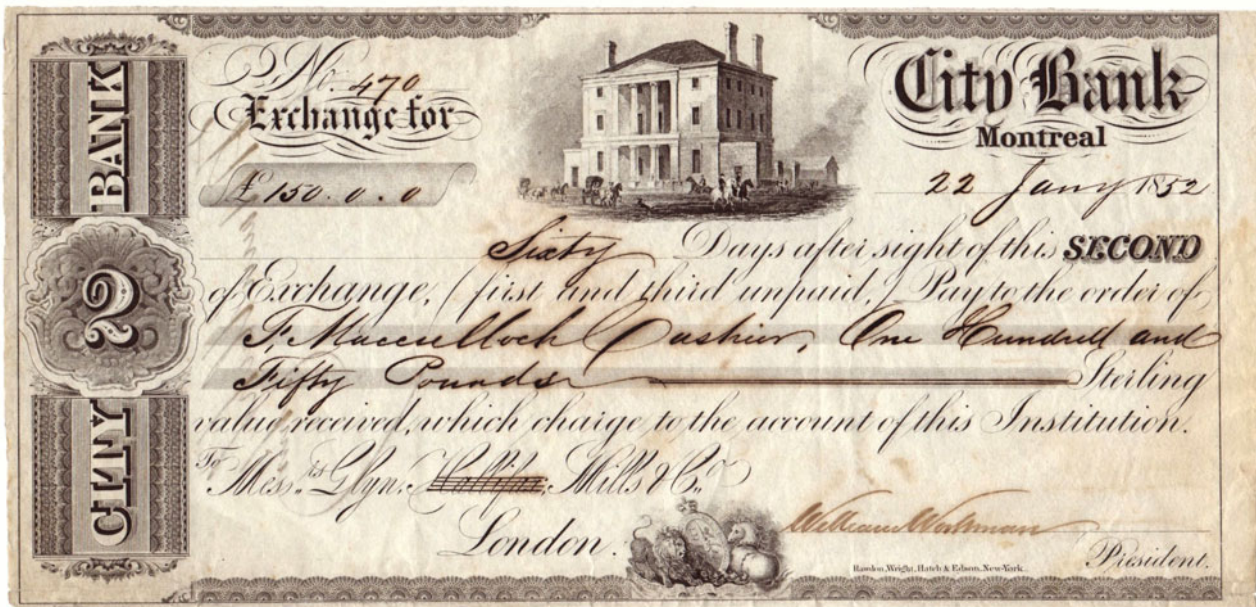 CITY BANK
2
No. 470
Exchange for
£150.0.0
City Bank
Montreal
22 Jany 1852
Sixty Days after sight of this SECOND
of Exchange, (first and third unpaid,) Pay to the order of
F. Macculloch Cashier, One Hundred and
Fifty Pounds Sterling
value received, which charge to the account of this Institution.
To Mess.rs Glyn, Hallifax, Mills & Co.
London.
William Workman
President.
Rawdon, Wright, Hatch & Edson, New-York.